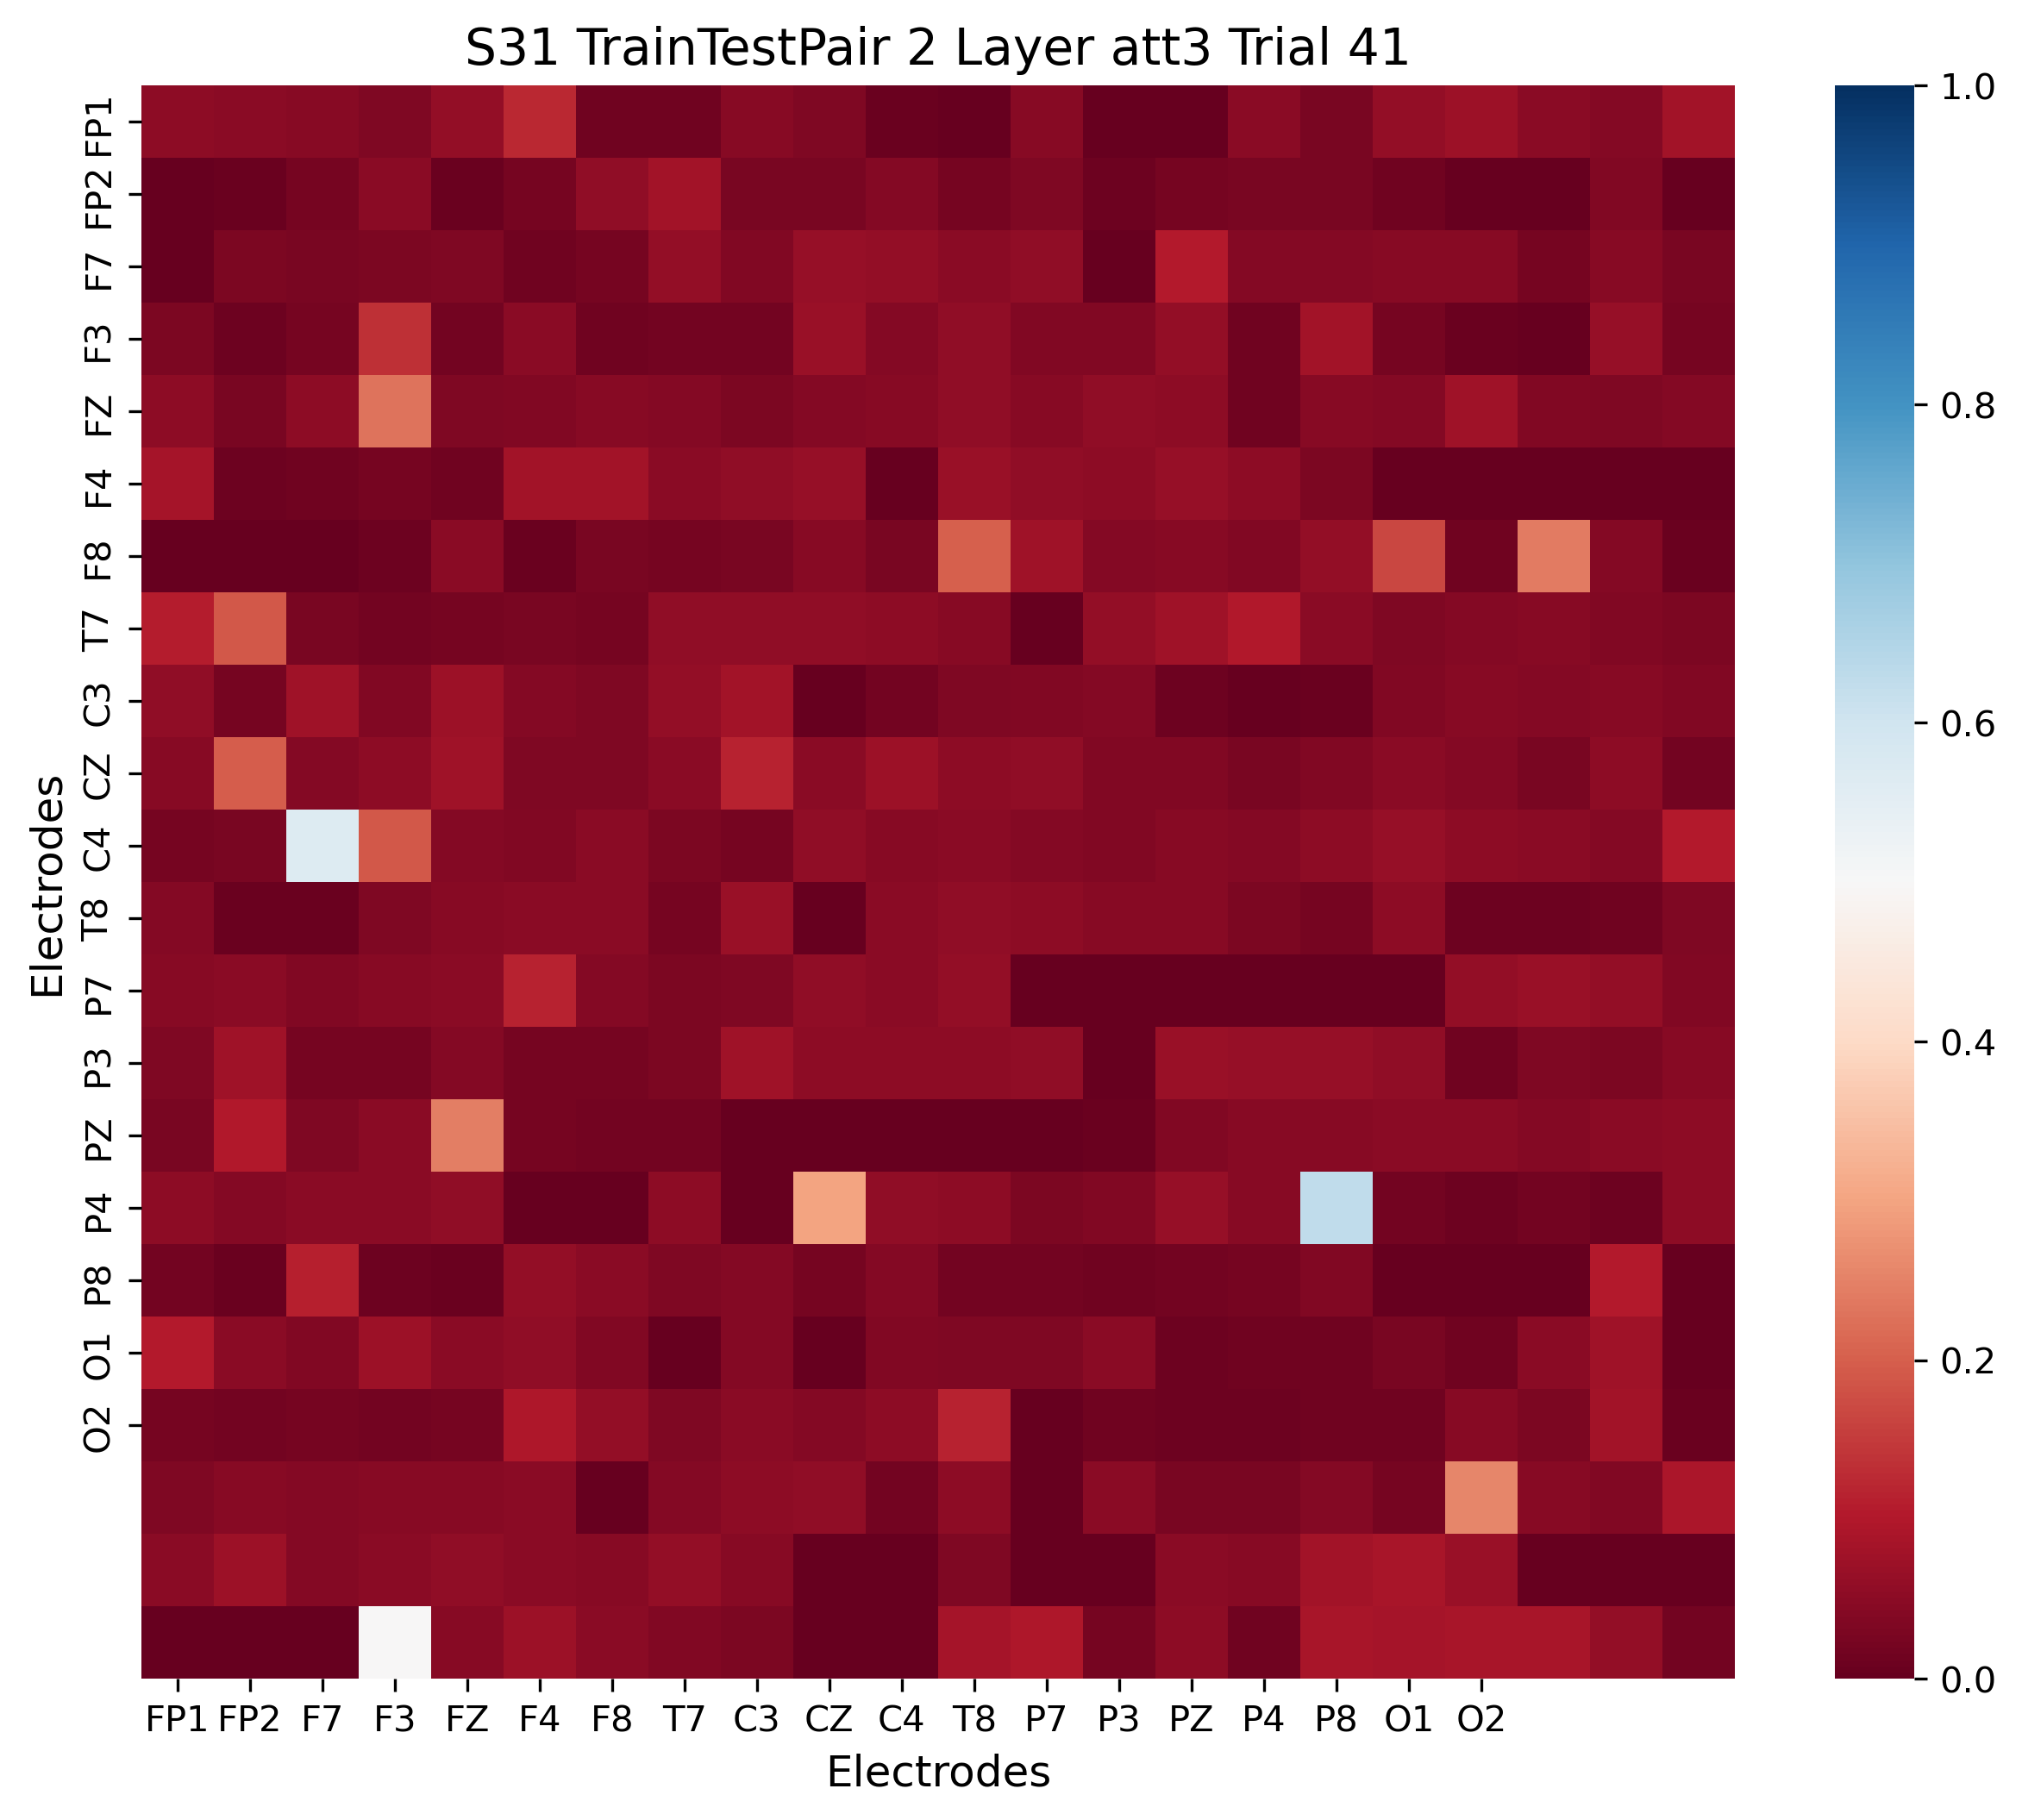 S31 TrainTestPair 2 Layer att3 Trial 41
Electrodes
FP1
FP2
F7
F3
FZ
F4
F8
T7
C3
CZ
C4
T8
P7
P3
PZ
P4
P8
O1
O2
FP1 FP2 F7 F3 FZ F4 F8 T7 C3 CZ C4 T8 P7 P3 PZ P4 P8 O1 O2
Electrodes
1.0
0.8
0.6
0.4
0.2
0.0